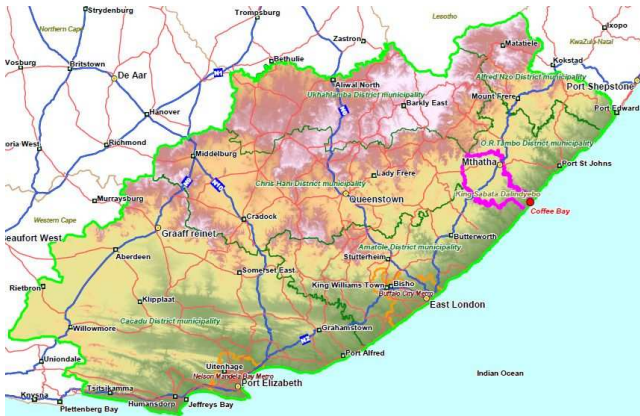 Strydenburg
Trompsburg
Lesotho
Ixopo
Northern Cape
Zastron
Matatiele
KwaZulu-Natal
Vosburg
Britstown
Bethulie
Kokstad
De Aar
N1
Aliwal North
Alfred Nzo District municipality
Port Shepstone
Ukhahlamba District municipality
Barkly East
Mount Frere
Port Edward
Hanover
oria West
Richmond
O.R.Tambo District municipality
Middelburg
Mthatha
Port St Johns
Lady Frere
Chris Hani District municipality
King Sabata Dalindyebo
Murraysburg
Queenstown
Coffee Bay
Western Cape
Cradock
Beaufort West
Graaff reinet
Butterworth
Aberdeen
Amatole District municipality
Stutterheim
Somerset East
Rietbron
King Williams Town
Bisho
Buffalo City Metro
Klipplaat
East London
Cacadu District municipality
Willowmore
Grahamstown
N2
Port Alfred
Uniondale
Uitenhage
Nelson Mandela Bay Metro
Indian Ocean
Port Elizabeth
Tsitsikamma
Knysna
Humansdorp
Jeffreys Bay
Plettenberg Bay